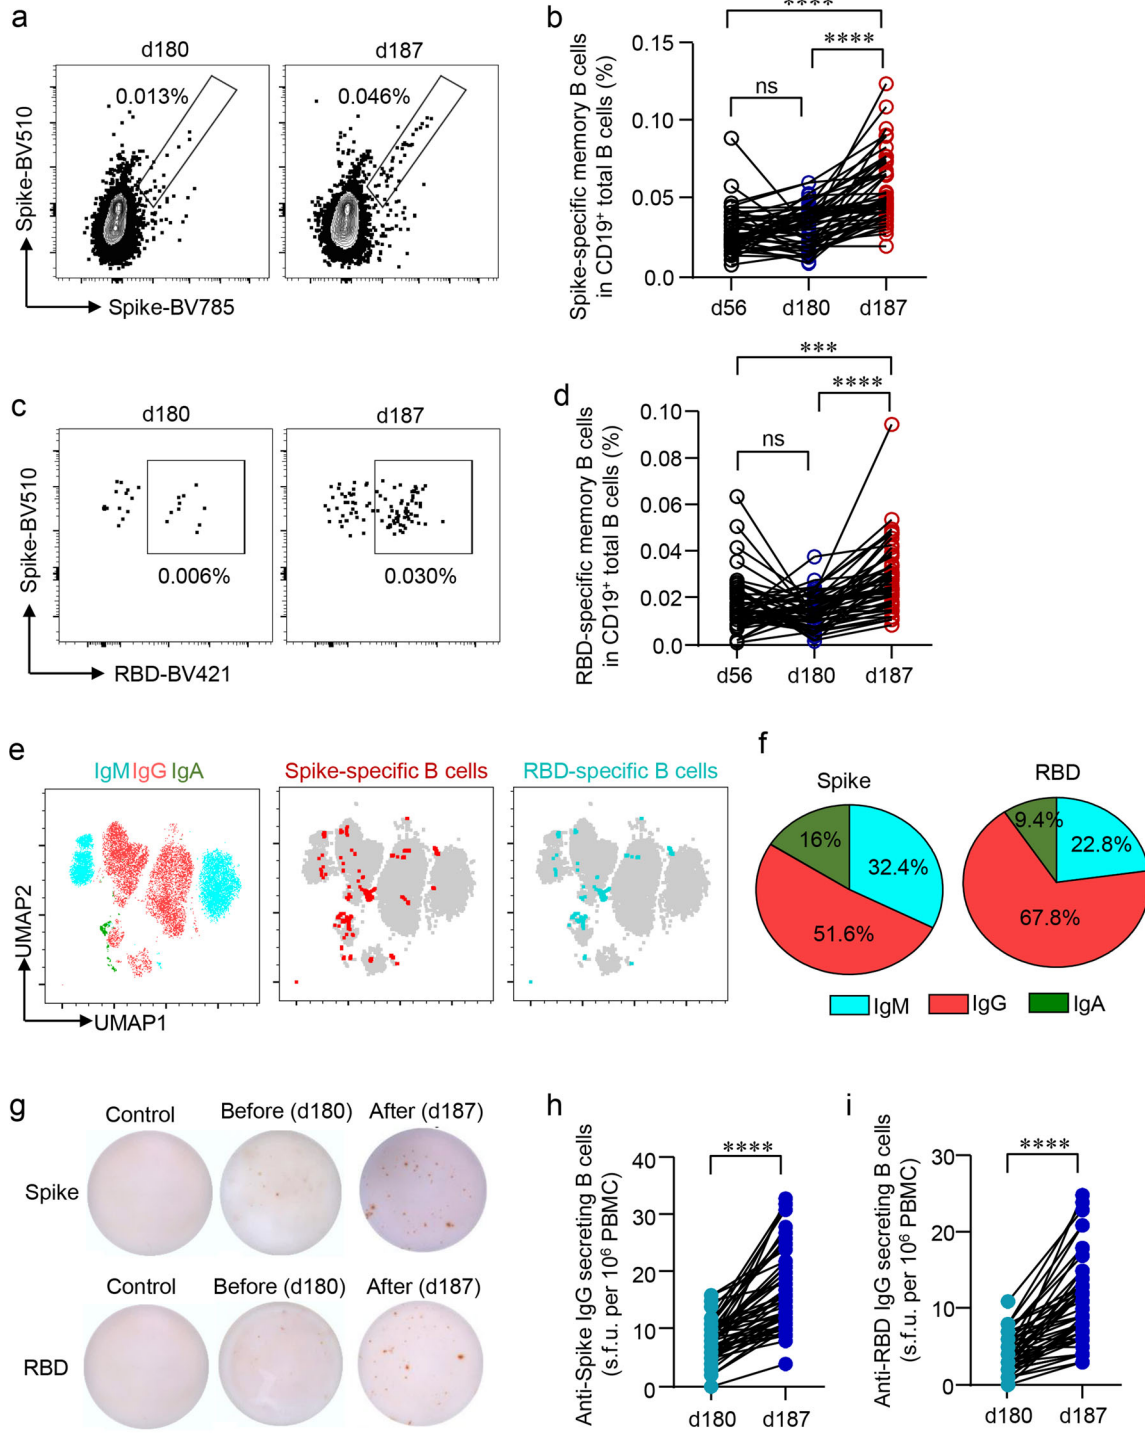 a
d180
d187
0.013%
0.046%
Spike-BV510
Spike-BV785
b
****
****
ns
Spike-specific memory B cells
in CD19⁺ total B cells (%)
0.15
0.10
0.05
0.0
d56
d180
d187
c
d180
d187
Spike-BV510
0.006%
0.030%
RBD-BV421
d
***
****
ns
RBD-specific memory B cells
in CD19⁺ total B cells (%)
0.10
0.08
0.06
0.04
0.02
0.0
d56
d180
d187
e
IgM IgG IgA
Spike-specific B cells
RBD-specific B cells
UMAP2
UMAP1
f
Spike
RBD
16%
32.4%
51.6%
9.4%
22.8%
67.8%
IgM
IgG
IgA
g
Control
Before (d180)
After (d187)
Spike
Control
Before (d180)
After (d187)
RBD
h
****
Anti-Spike IgG secreting B cells
(s.f.u. per 10⁶ PBMC)
40
30
20
10
0
d180
d187
i
****
Anti-RBD IgG secreting B cells
(s.f.u. per 10⁶ PBMC)
30
20
10
0
d180
d187